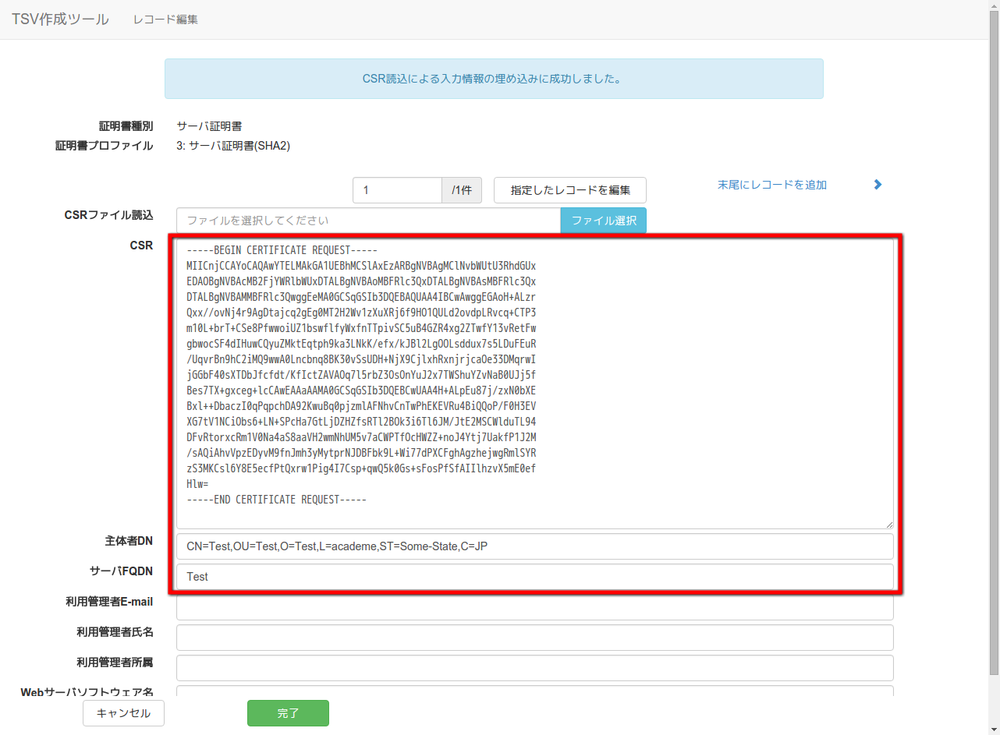 TSV作成ツール レコード編集
CSR読込による入力情報の埋め込みに成功しました。
証明書種別 サーバ証明書
証明書プロファイル 3: サーバ証明書(SHA2)
1 /1件 指定したレコードを編集 末尾にレコードを追加
CSRファイル読込 ファイルを選択してください ファイル選択
CSR
-----BEGIN CERTIFICATE REQUEST-----
MIICnjCCAYoCAQAwYTELMAkGA1UEBhMCSlAxEzARBgNVBAgMClNvbWUtU3RhdGUx
EDAOBgNVBAcMB2FjYWRlbWUxDTALBgNVBAoMBFRlc3QxDTALBgNVBAsMBFRlc3Qx
DTALBgNVBAMMBFRlc3QwggEeMA0GCSqGSIb3DQEBAQUAA4IBCwAwggEGAoH+ALzr
Qxx//ovNj4r9AgDtajcq2gEg0MT2H2Wv1zXuXRj6f9HO1QULd2ovdpLRvcq+CTP3
m10L+brT+CSe8PfwwoiUZ1bswflfyWxfnTTpivSC5uB4GZR4xg2ZTwfY13vRetFw
gbwocSF4dIHuwCQyuZMktEqtph9ka3LNkK/efx/kJBl2LgOOLsddux7s5LDuFEuR
/UqvrBn9hC2iMQ9wwA0Lncbnq8BK30vSsUDH+NjX9CjlxhRxnjrjcaOe33DMqrwI
jGGbF40sXTDbJfcfdt/KfIctZAVAOq7l5rbZ3OsOnYuJ2x7TWShuYZvNaB0UJj5f
Bes7TX+gxceg+lcCAwEAAaAAMA0GCSqGSIb3DQEBCwUAA4H+ALpEu87j/zxN0bXE
Bxl++DbaczI0qPqpchDA92KwuBq0pjzmlAFNhvCnTwPhEKEVRu4BiQQoP/F0H3EV
XG7tV1NCiObs6+LN+SPcHa7GtLjDZHZfsRTl2BOk3i6Tl6JM/JtE2MSCWlduTL94
DFvRtorxcRm1V0Na4aS8aaVH2wmNhUM5v7aCWPTfOcHWZZ+noJ4Ytj7UakfP1J2M
/sAQiAhvVpzEDyvM9fnJmh3yMytprNJDBFbk9L+Wi77dPXCFghAgzhejwgRmlSYR
zS3MKCsl6Y8E5ecfPtQxrw1Pig4I7Csp+qwQ5k0Gs+sFosPfSfAIIlhzvX5mE0ef
Hlw=
-----END CERTIFICATE REQUEST-----
主体者DN CN=Test,OU=Test,O=Test,L=academe,ST=Some-State,C=JP
サーバFQDN Test
利用管理者E-mail
利用管理者氏名
利用管理者所属
Webサーバソフトウェア名
キャンセル 完了